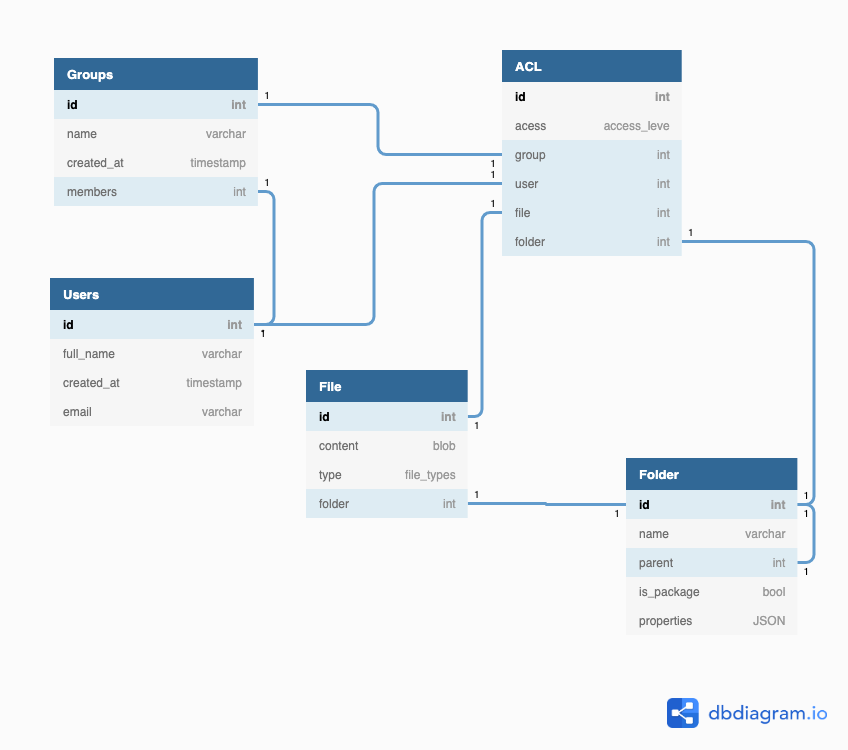 Groups
id int
name varchar
created_at timestamp
members int
1
1
ACL
id int
acess access_leve
group int
user int
file int
folder int
1
1
1
1
Users
id int
full_name varchar
created_at timestamp
email varchar
1
File
id int
content blob
type file_types
folder int
1
1
Folder
id int
name varchar
parent int
is_package bool
properties JSON
1
1
1
1
dbdiagram.io